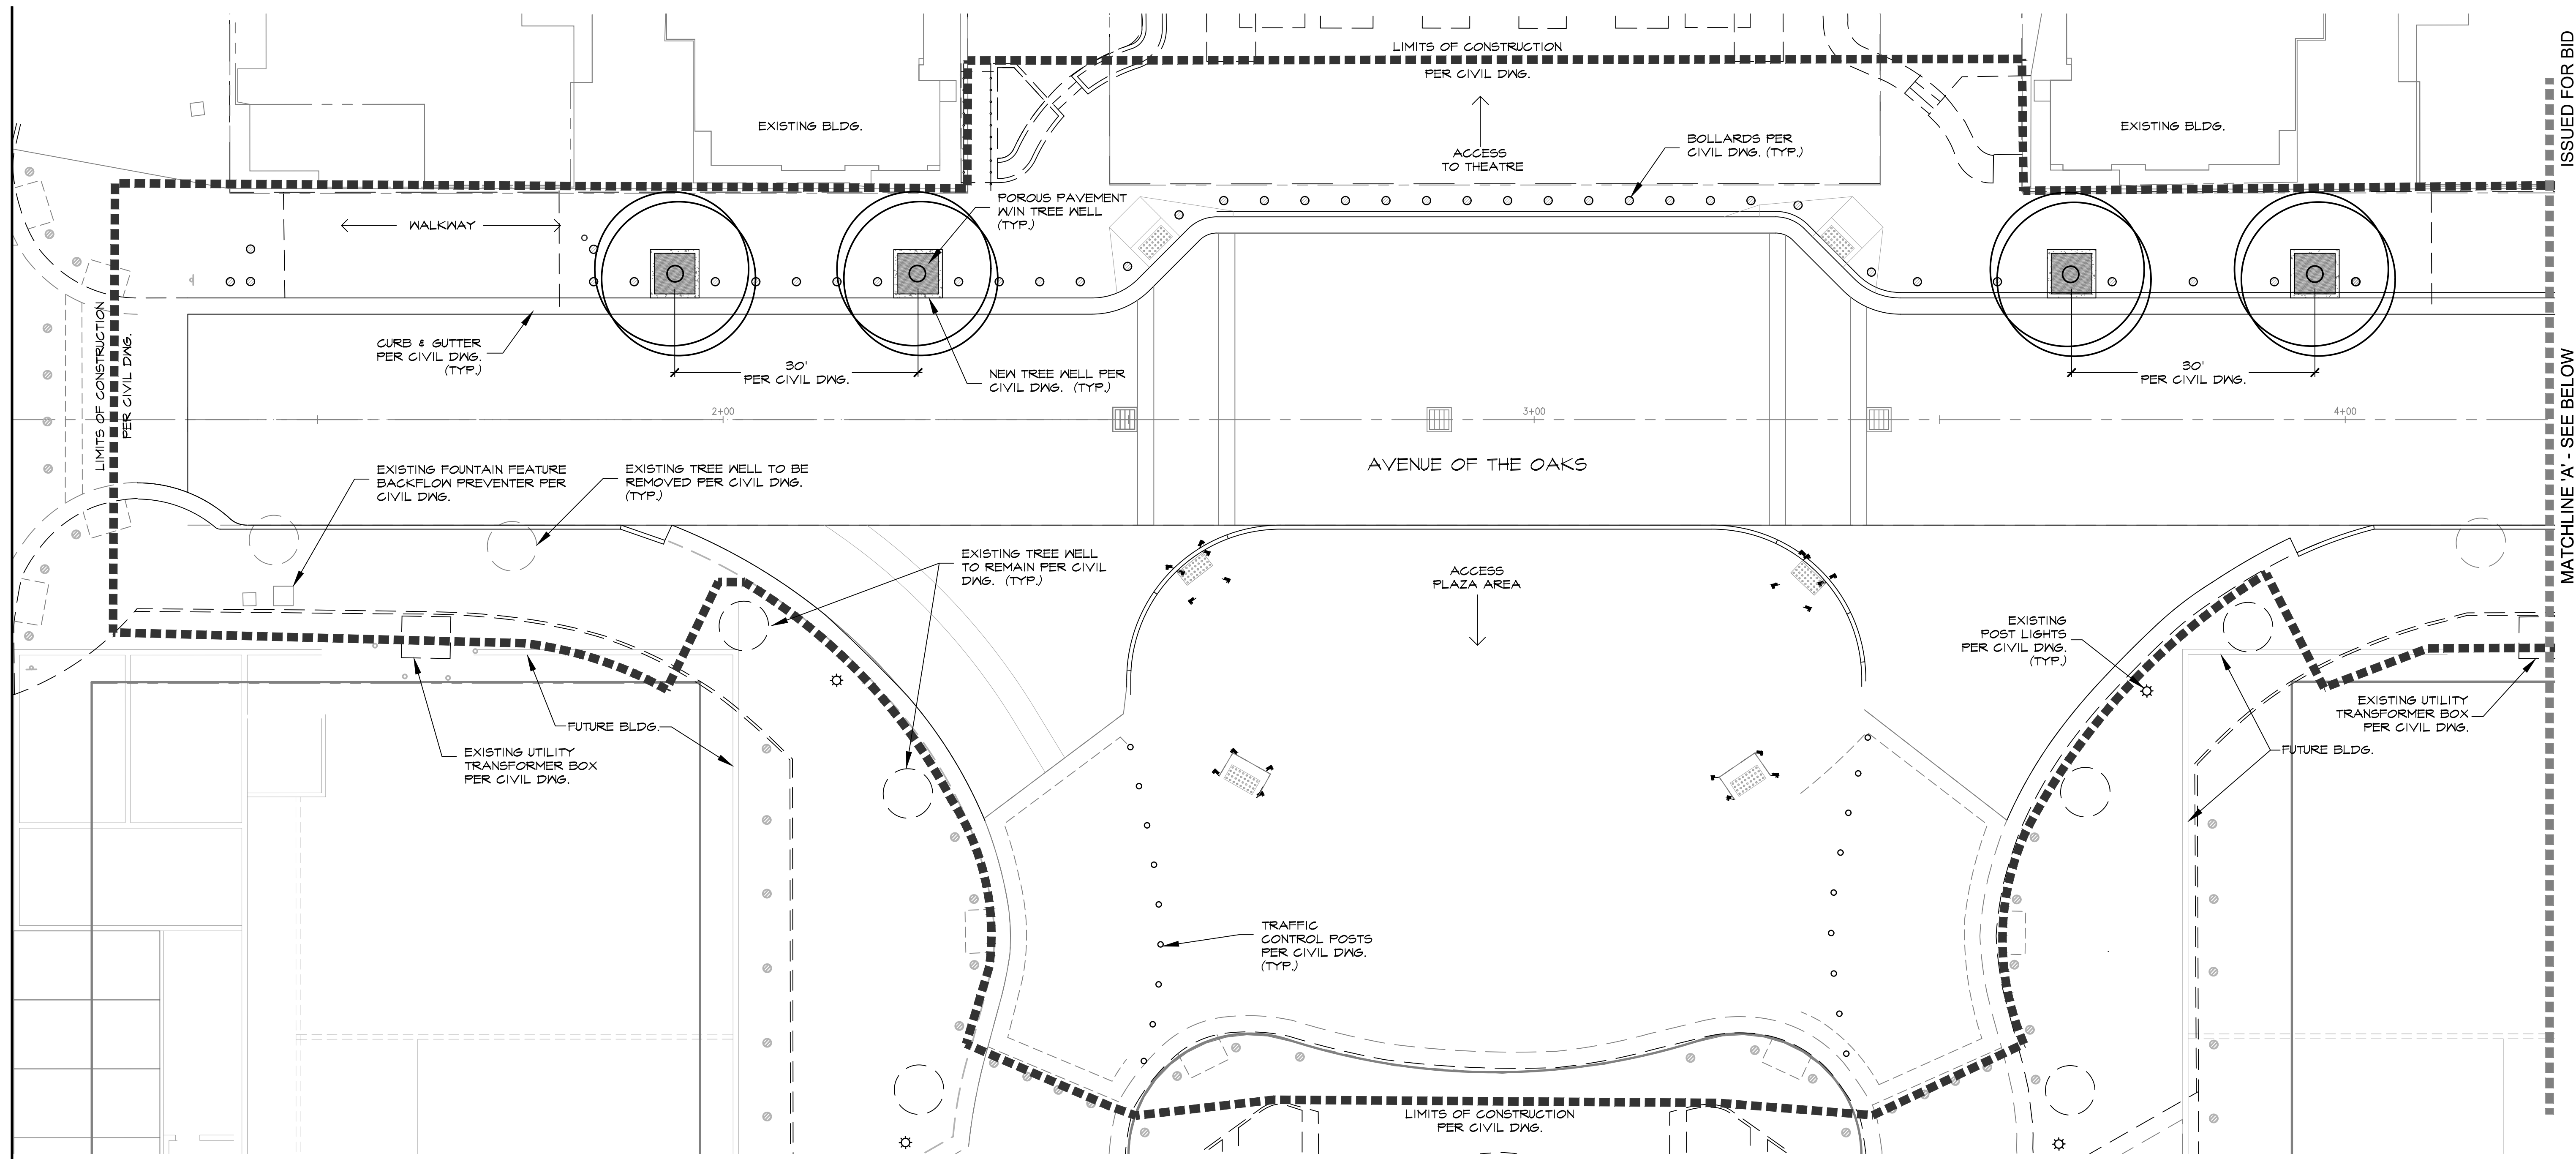 LIMITS OF CONSTRUCTION
PER CIVIL DWG.
EXISTING BLDG.
ACCESS
TO THEATRE
BOLLARDS PER
CIVIL DWG. (TYP.)
EXISTING BLDG.
WALKWAY
POROUS PAVEMENT
W/IN TREE WELL
(TYP.)
LIMITS OF CONSTRUCTION
PER CIVIL DWG.
CURB & GUTTER
PER CIVIL DWG.
(TYP.)
30'
PER CIVIL DWG.
NEW TREE WELL PER
CIVIL DWG. (TYP.)
30'
PER CIVIL DWG.
2+00
3+00
4+00
AVENUE OF THE OAKS
EXISTING FOUNTAIN FEATURE
BACKFLOW PREVENTER PER
CIVIL DWG.
EXISTING TREE WELL TO BE
REMOVED PER CIVIL DWG.
(TYP.)
EXISTING TREE WELL
TO REMAIN PER CIVIL
DWG. (TYP.)
ACCESS
PLAZA AREA
EXISTING
POST LIGHTS
PER CIVIL DWG.
(TYP.)
FUTURE BLDG.
EXISTING UTILITY
TRANSFORMER BOX
PER CIVIL DWG.
EXISTING UTILITY
TRANSFORMER BOX
PER CIVIL DWG.
FUTURE BLDG.
TRAFFIC
CONTROL POSTS
PER CIVIL DWG.
(TYP.)
LIMITS OF CONSTRUCTION
PER CIVIL DWG.
ISSUED FOR BID
MATCHLINE 'A' - SEE BELOW